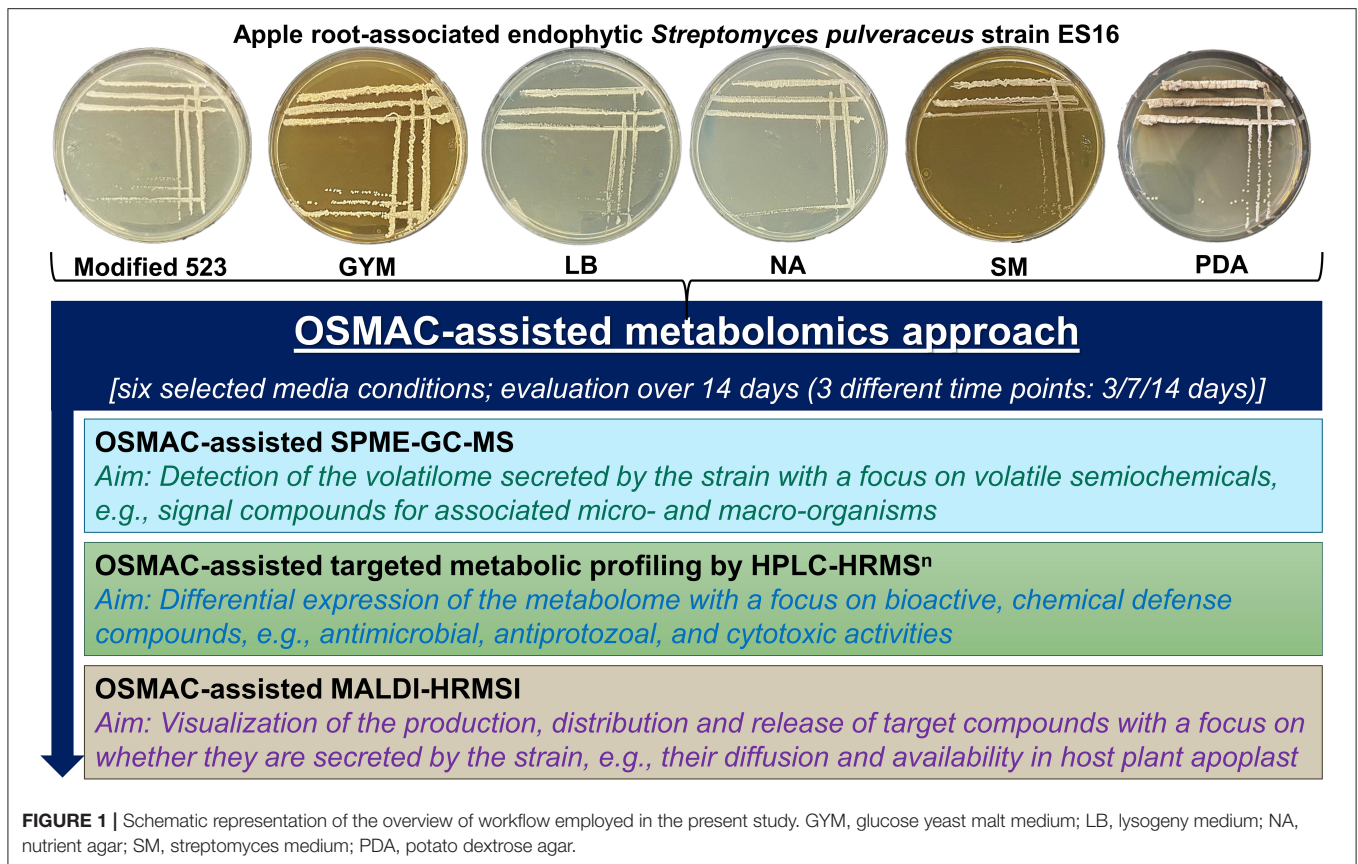 Apple root-associated endophytic Streptomyces pulveraceus strain ES16
Modified 523 GYM LB NA SM PDA
OSMAC-assisted metabolomics approach
[six selected media conditions; evaluation over 14 days (3 different time points: 3/7/14 days)]
OSMAC-assisted SPME-GC-MS
Aim: Detection of the volatilome secreted by the strain with a focus on volatile semiochemicals,
e.g., signal compounds for associated micro- and macro-organisms
OSMAC-assisted targeted metabolic profiling by HPLC-HRMSⁿ
Aim: Differential expression of the metabolome with a focus on bioactive, chemical defense
compounds, e.g., antimicrobial, antiprotozoal, and cytotoxic activities
OSMAC-assisted MALDI-HRMSI
Aim: Visualization of the production, distribution and release of target compounds with a focus on
whether they are secreted by the strain, e.g., their diffusion and availability in host plant apoplast
FIGURE 1 | Schematic representation of the overview of workflow employed in the present study. GYM, glucose yeast malt medium; LB, lysogeny medium; NA,
nutrient agar; SM, streptomyces medium; PDA, potato dextrose agar.